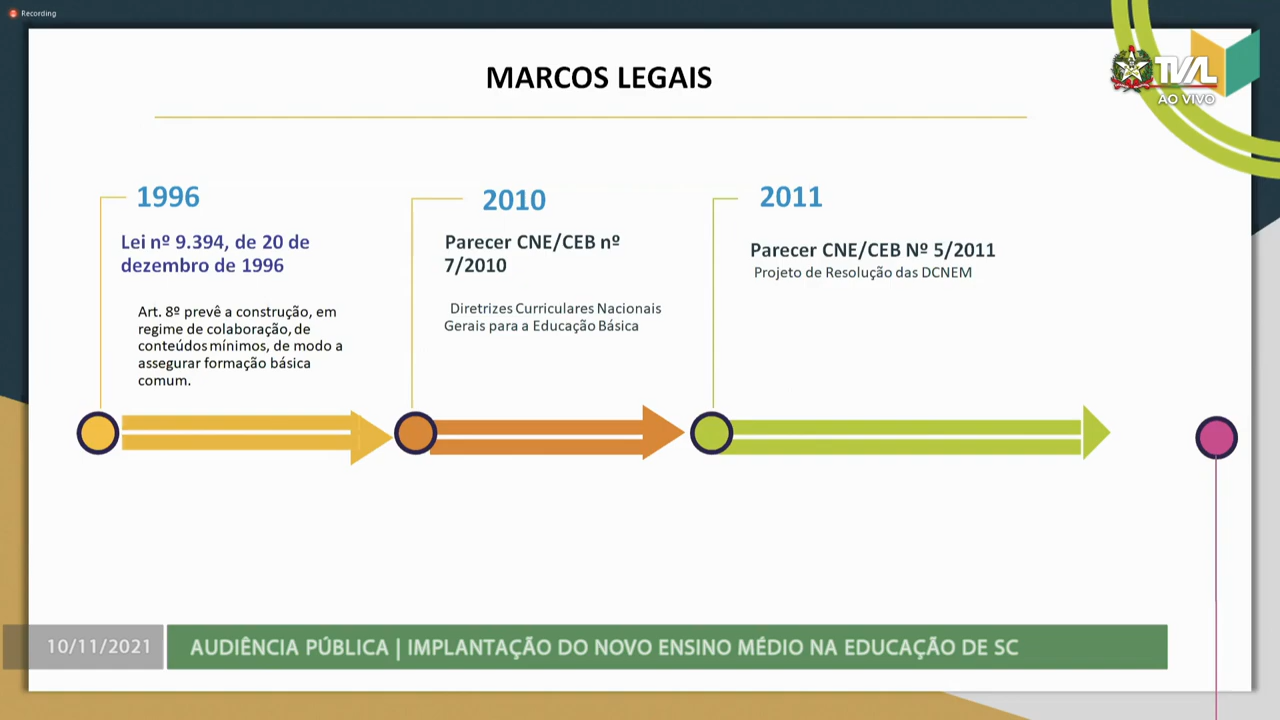 Recording
MARCOS LEGAIS
TVAL
AO VIVO
1996
Lei nº 9.394, de 20 de
dezembro de 1996
Art. 8º prevê a construção, em
regime de colaboração, de
conteúdos mínimos, de modo a
assegurar formação básica
comum.
2010
Parecer CNE/CEB nº
7/2010
Diretrizes Curriculares Nacionais
Gerais para a Educação Básica
2011
Parecer CNE/CEB Nº 5/2011
Projeto de Resolução das DCNEM
10/11/2021
AUDIÊNCIA PÚBLICA | IMPLANTAÇÃO DO NOVO ENSINO MÉDIO NA EDUCAÇÃO DE SC